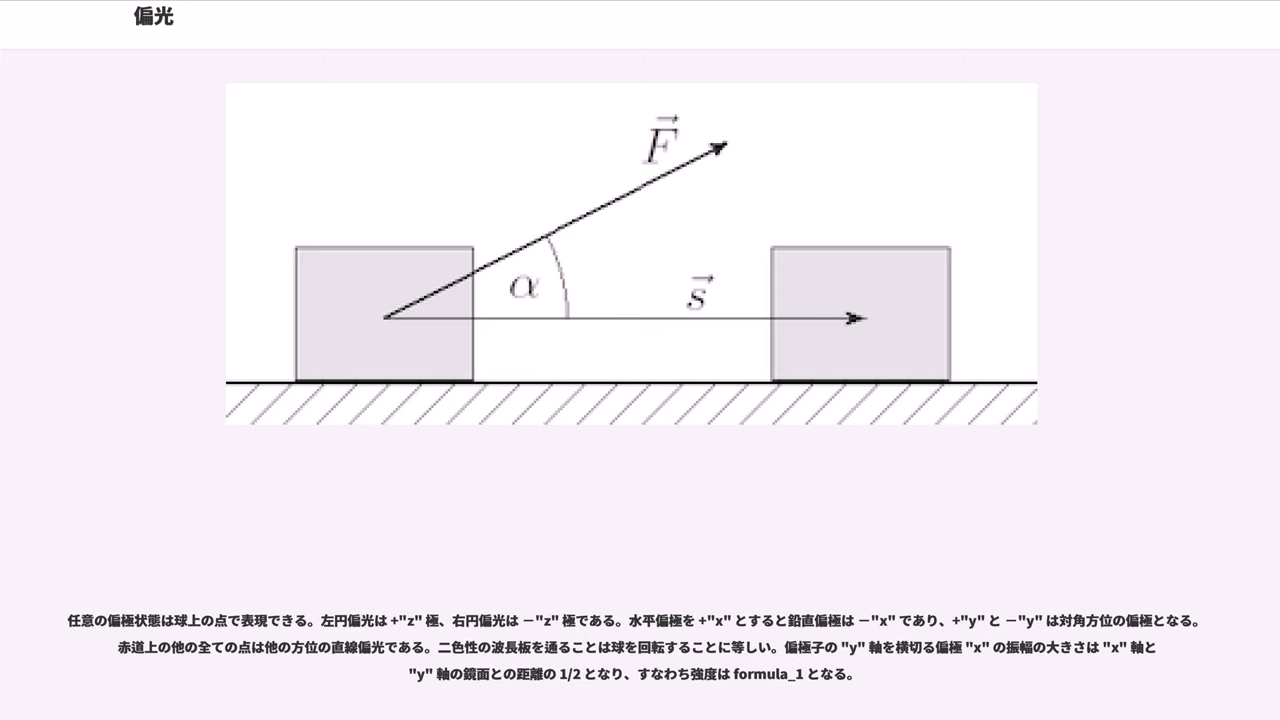 偏光
F
α
s
任意の偏極状態は球上の点で表現できる。左円偏光は +"z" 極、右円偏光は −"z" 極である。水平偏極を +"x" とすると鉛直偏極は −"x" であり、+"y" と −"y" は対角方位の偏極となる。
赤道上の他の全ての点は他の方位の直線偏光である。二色性の波長板を通ることは球を回転することに等しい。偏極子の "y" 軸を横切る偏極 "x" の振幅の大きさは "x" 軸と
"y" 軸の鏡面との距離の 1/2 となり、すなわち強度は formula_1 となる。